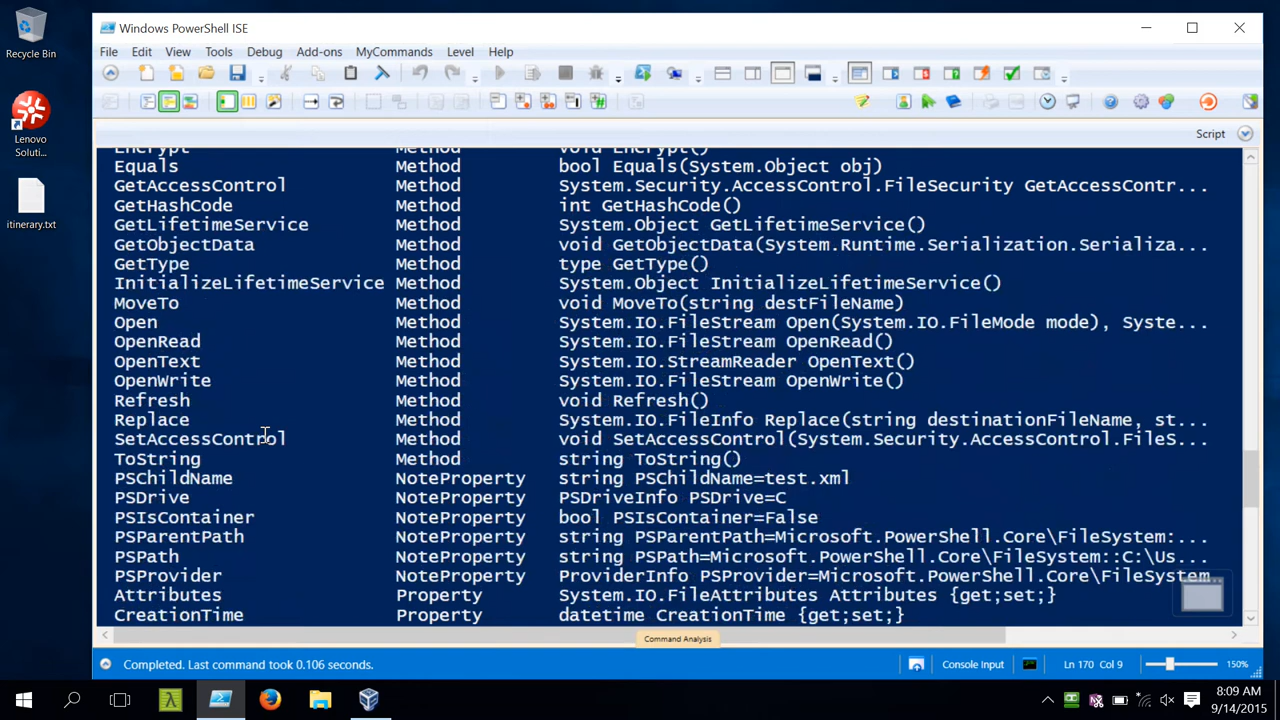 Recycle Bin
Lenovo
Soluti...
itinerary.txt
Windows PowerShell ISE
File Edit View Tools Debug Add-ons MyCommands Level Help
Script
Encrypt Method void Encrypt()
Equals Method bool Equals(System.Object obj)
GetAccessControl Method System.Security.AccessControl.FileSecurity GetAccessContr...
GetHashCode Method int GetHashCode()
GetLifetimeService Method System.Object GetLifetimeService()
GetObjectData Method void GetObjectData(System.Runtime.Serialization.Serializa...
GetType Method type GetType()
InitializeLifetimeService Method System.Object InitializeLifetimeService()
MoveTo Method void MoveTo(string destFileName)
Open Method System.IO.FileStream Open(System.IO.FileMode mode), Syste...
OpenRead Method System.IO.FileStream OpenRead()
OpenText Method System.IO.StreamReader OpenText()
OpenWrite Method System.IO.FileStream OpenWrite()
Refresh Method void Refresh()
Replace Method System.IO.FileInfo Replace(string destinationFileName, st...
SetAccessControl Method void SetAccessControl(System.Security.AccessControl.FileS...
ToString Method string ToString()
PSChildName NoteProperty string PSChildName=test.xml
PSDrive NoteProperty PSDriveInfo PSDrive=C
PSIsContainer NoteProperty bool PSIsContainer=False
PSParentPath NoteProperty string PSParentPath=Microsoft.PowerShell.Core\FileSystem:...
PSPath NoteProperty string PSPath=Microsoft.PowerShell.Core\FileSystem::C:\Us...
PSProvider NoteProperty ProviderInfo PSProvider=Microsoft.PowerShell.Core\FileSystem
Attributes Property System.IO.FileAttributes Attributes {get;set;}
CreationTime Property datetime CreationTime {get;set;}
Command Analysis
Completed. Last command took 0.106 seconds. Console Input Ln 170 Col 9 150%
8:09 AM
9/14/2015